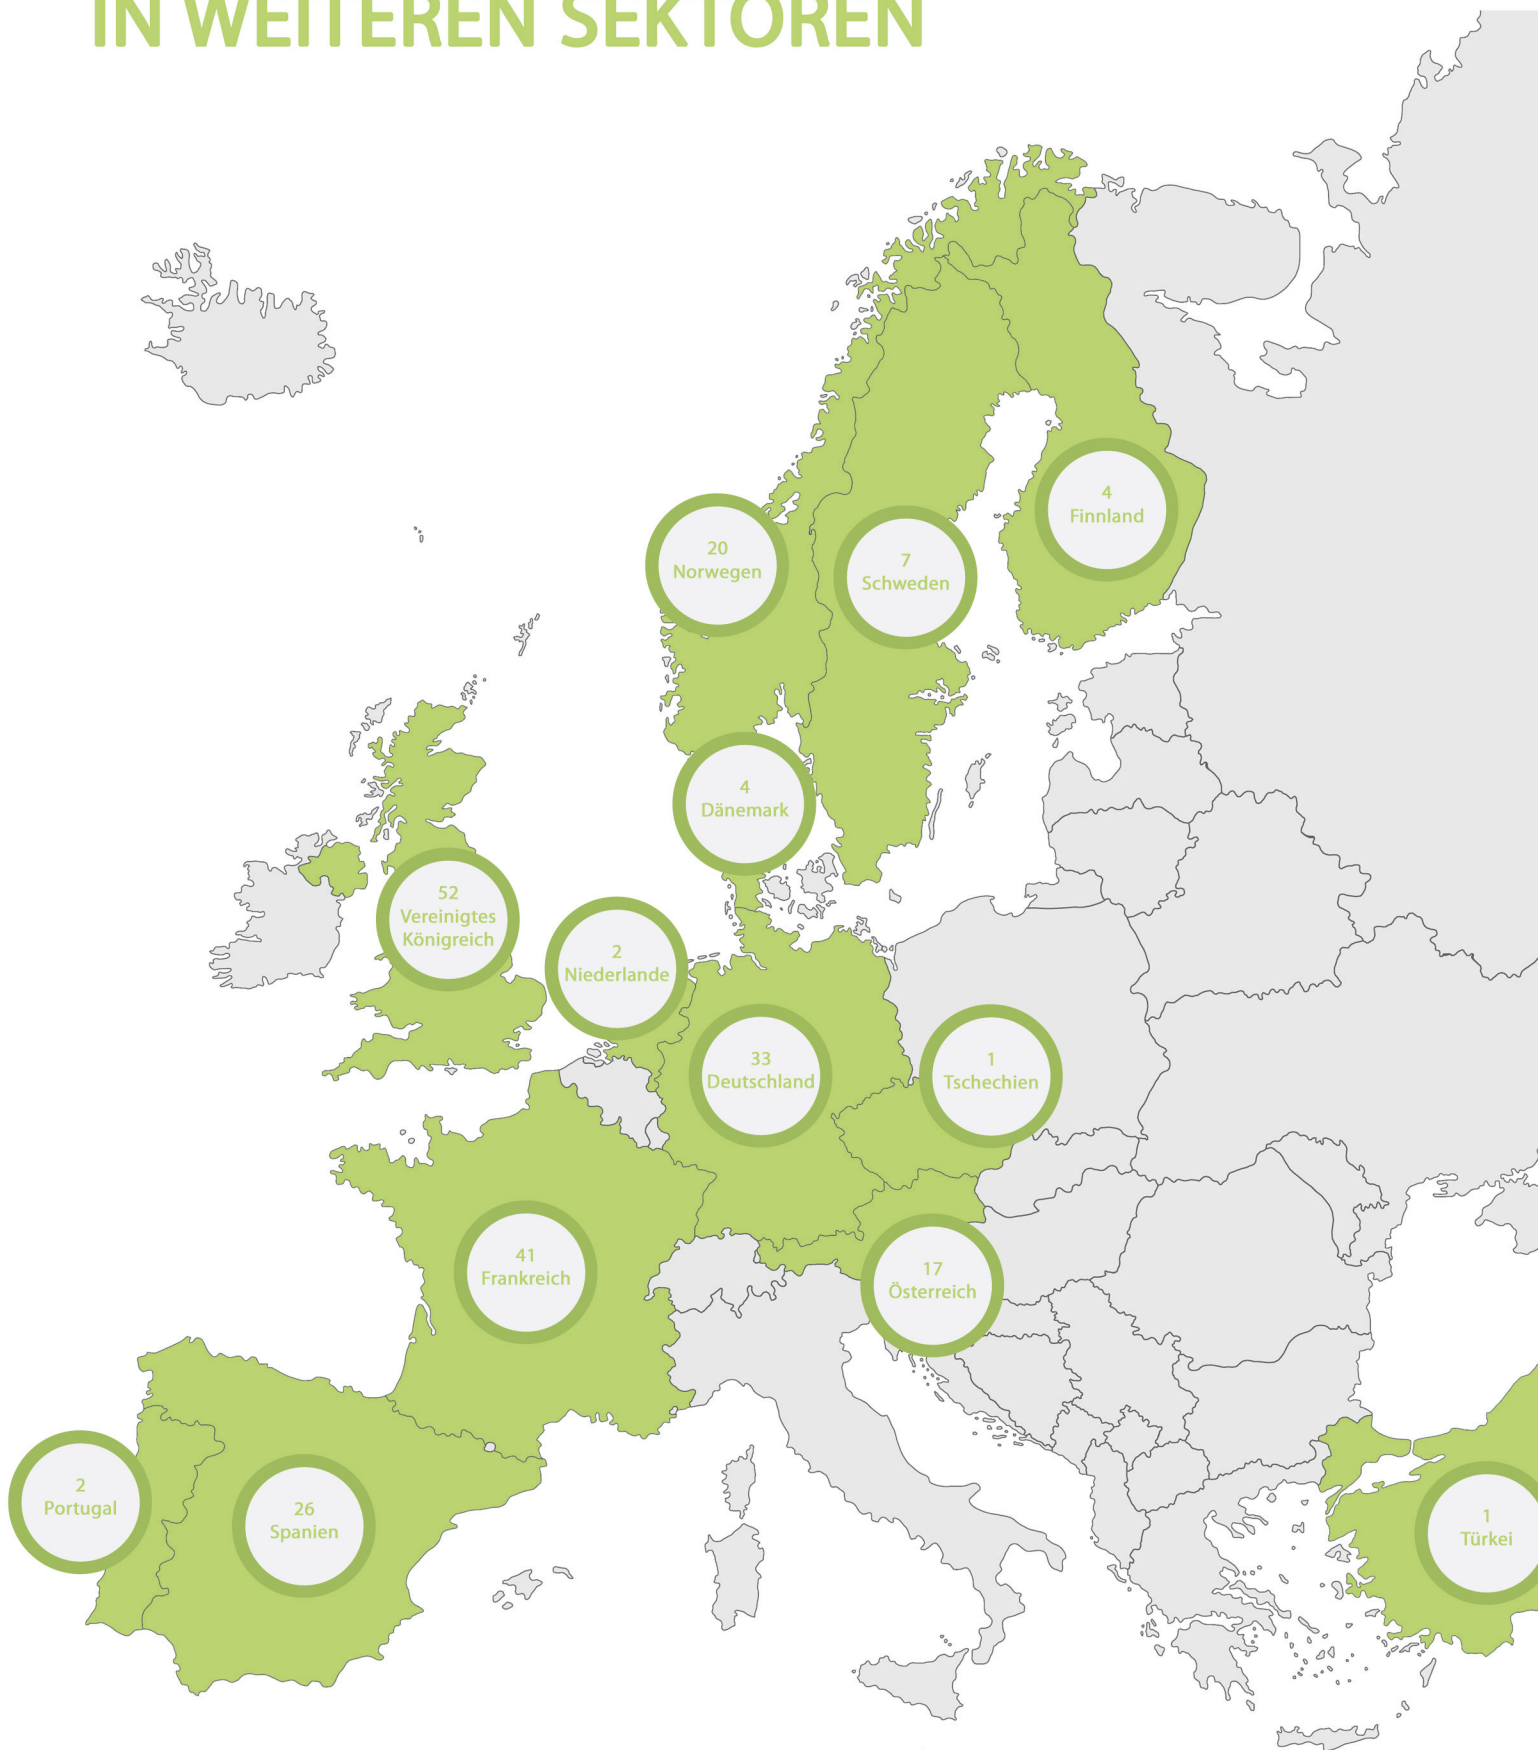 IN WEITEREN SEKTOREN
4
Finnland
20
Norwegen
7
Schweden
4
Dänemark
52
Vereinigtes
Königreich
2
Niederlande
33
Deutschland
1
Tschechien
41
Frankreich
17
Österreich
2
Portugal
26
Spanien
1
Türkei